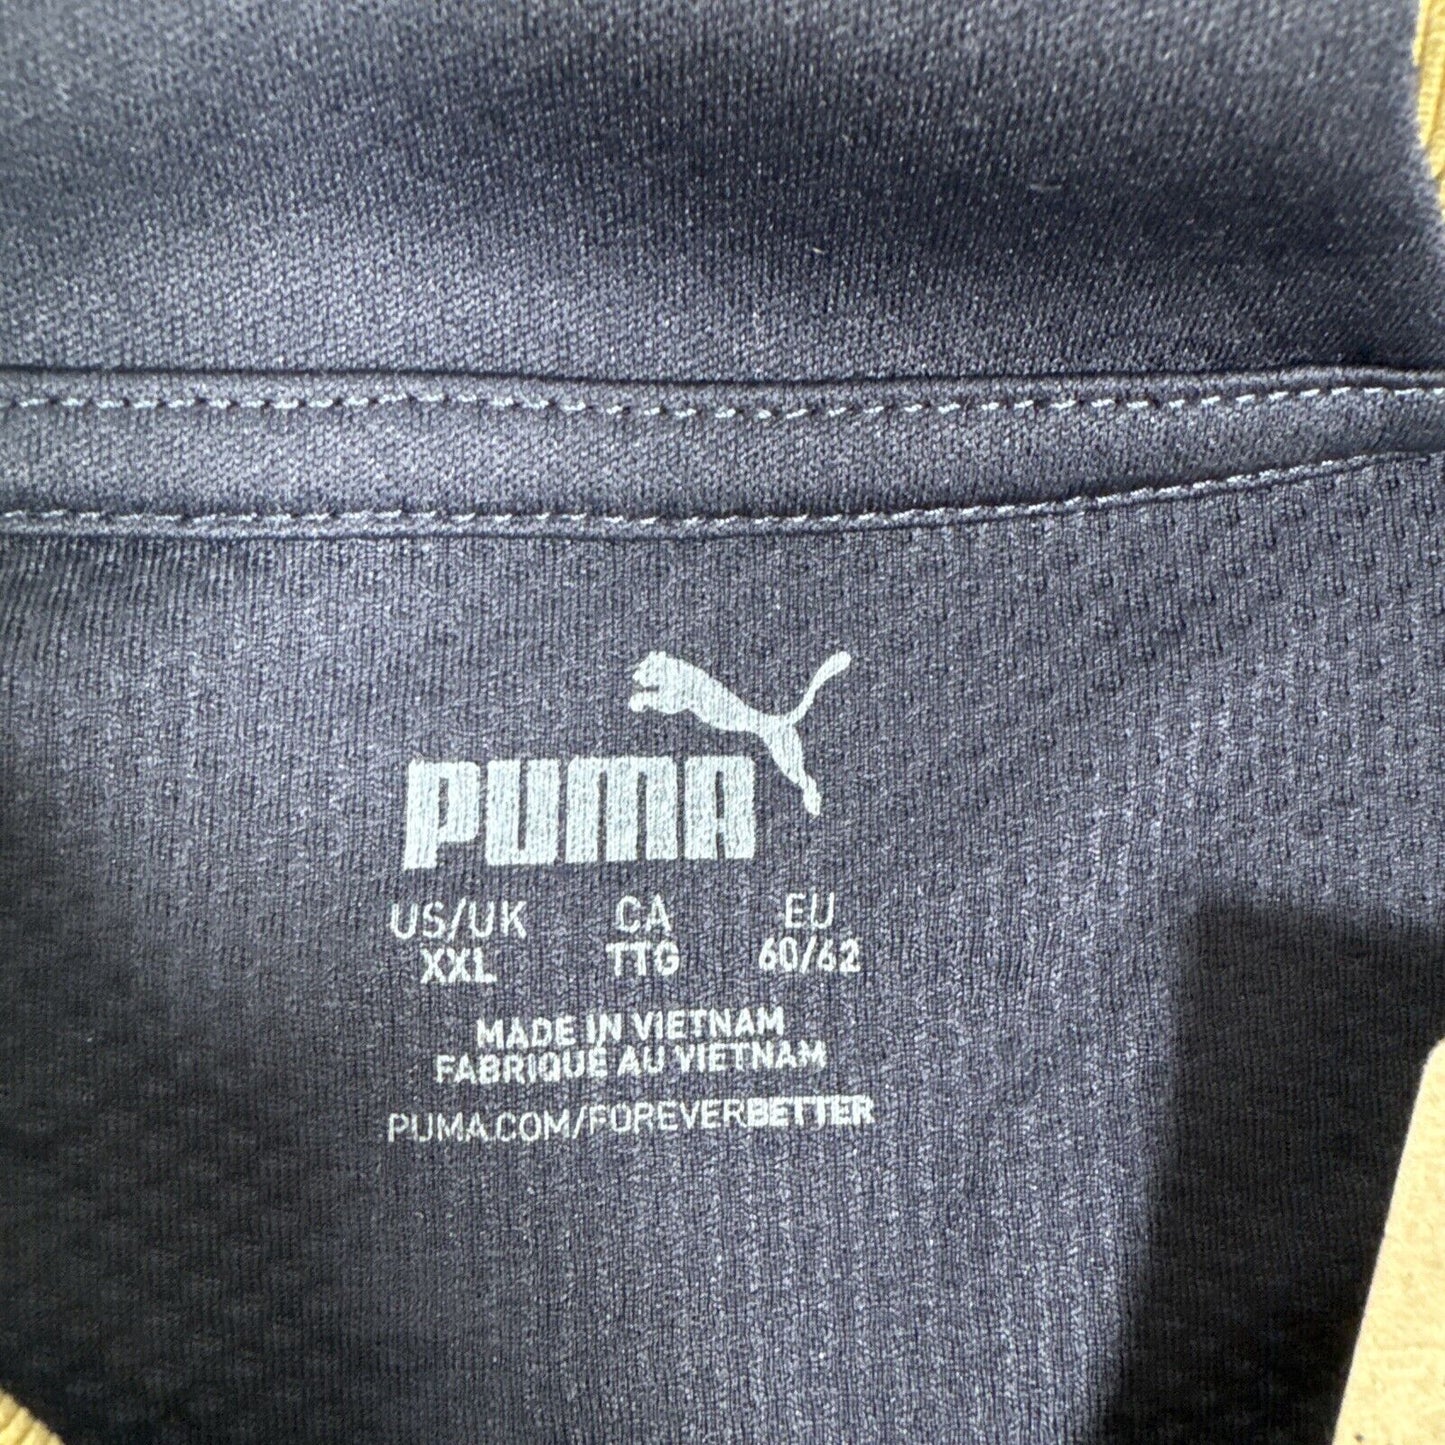 PUMA
US/UK CA EU
XXL TTG 60/62
MADE IN VIETNAM
FABRIQUÉ AU VIETNAM
PUMA.COM/FOREVERBETTER